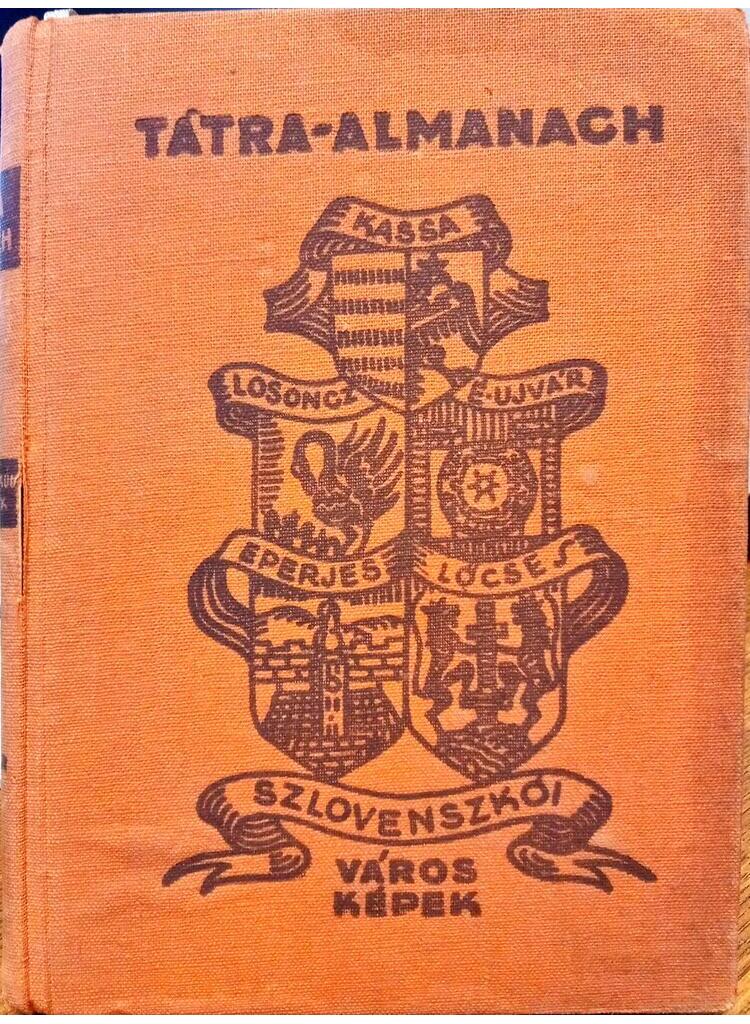 TÁTRA-ALMANACH
KASSA
LOSONCZ
É-UJVÁR
EPERJES
LŐCSE S
SZLOVENSZKÓI
VÁROS
KÉPEK